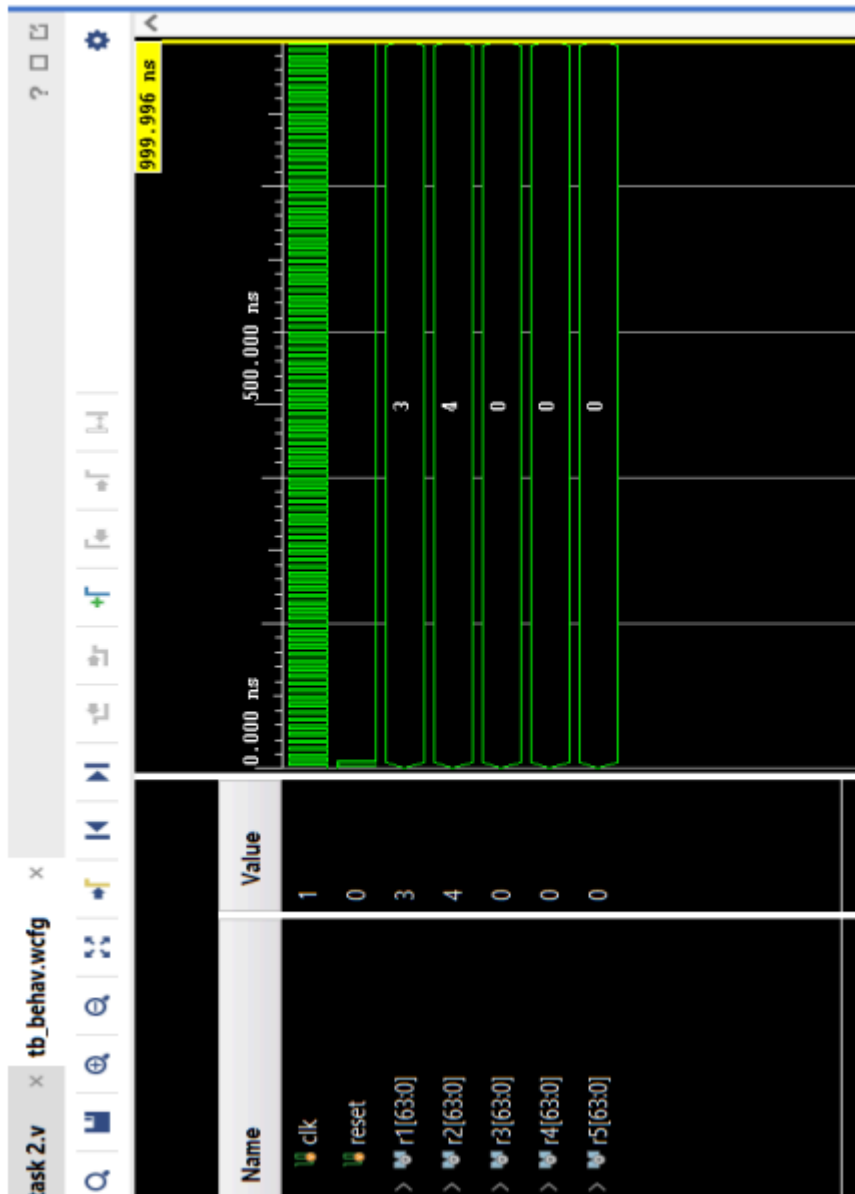 task 2.v × tb_behav.wcfg × ?
999.996 ns
Name Value 0.000 ns 500.000 ns
clk 1
reset 0
r1[63:0] 3 3
r2[63:0] 4 4
r3[63:0] 0 0
r4[63:0] 0 0
r5[63:0] 0 0